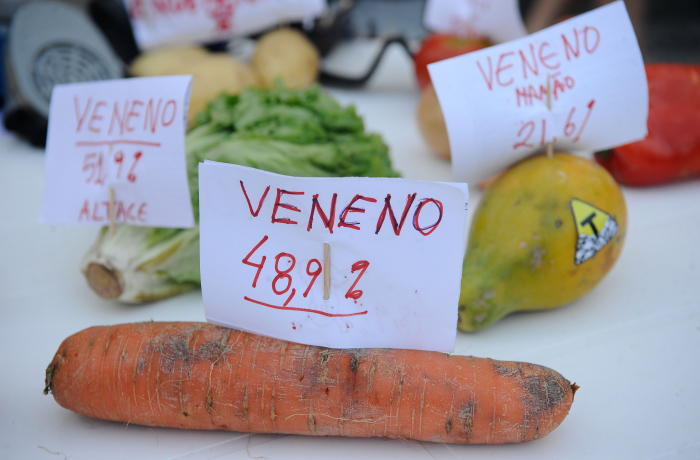 VENENO
51,9%
ALFACE
VENENO
48,9%
VENENO
MAMÃO
21,6%
T